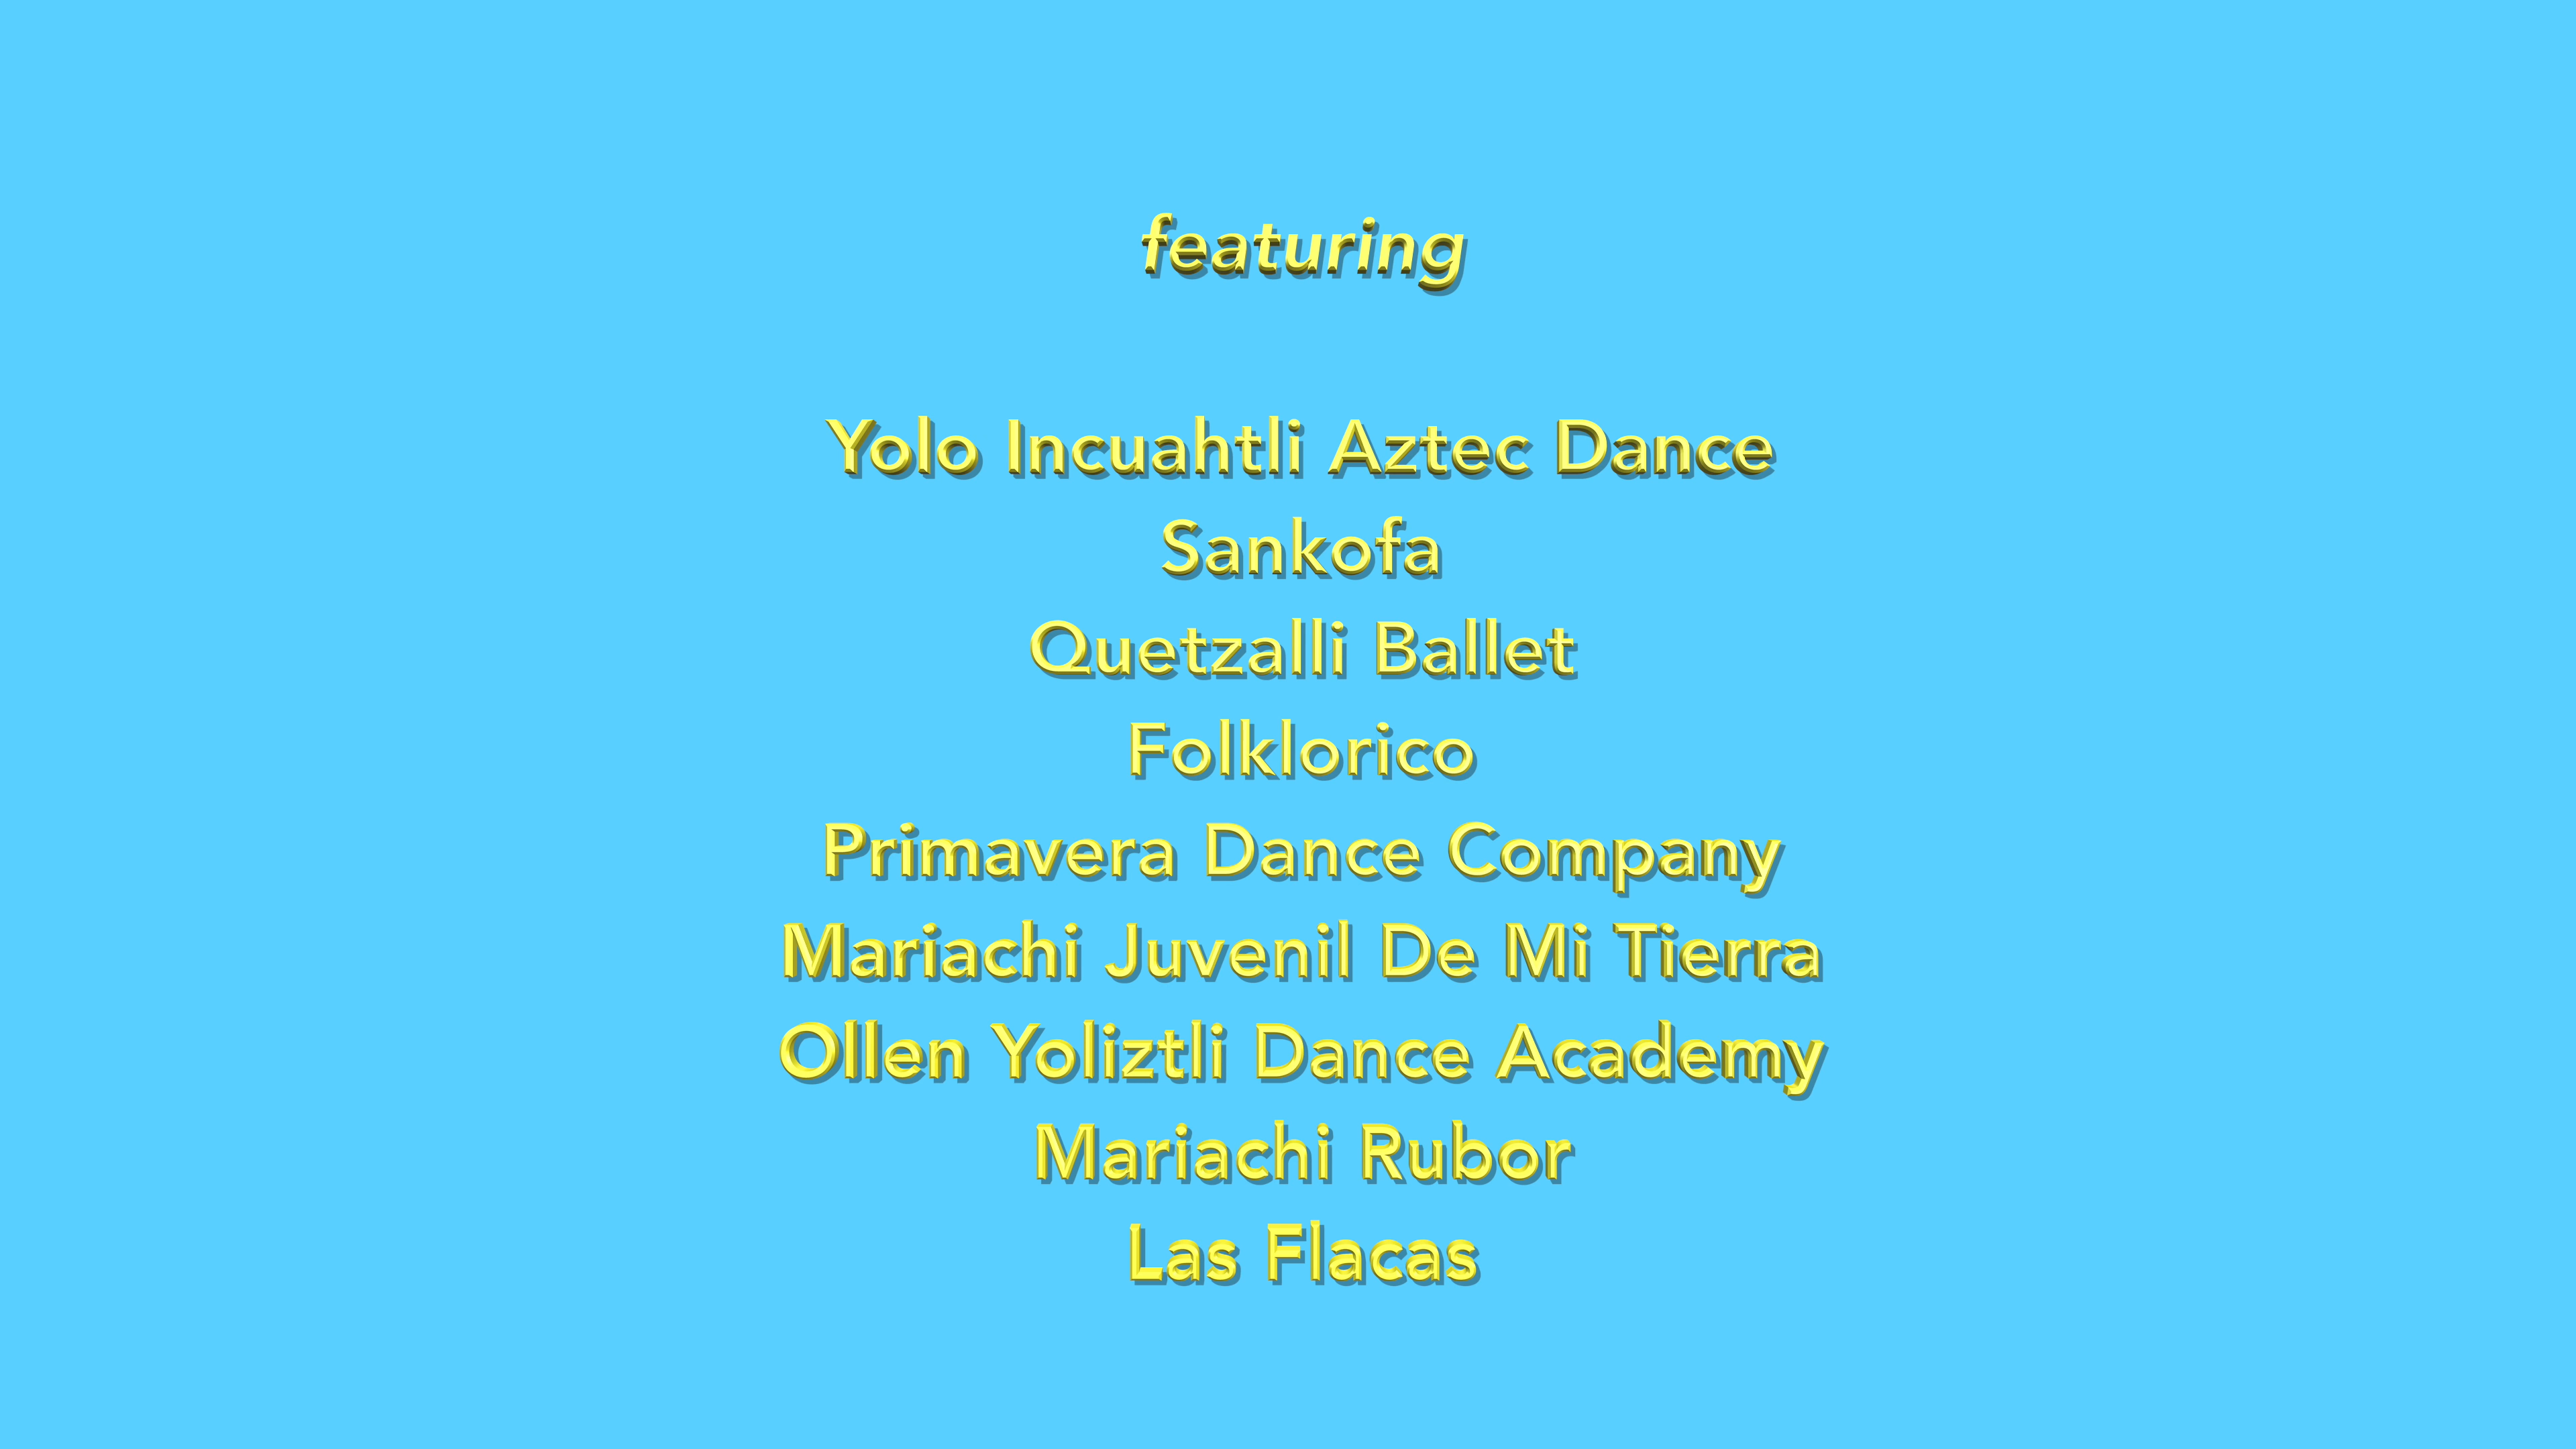 featuring
Yolo Incuahtli Aztec Dance
Sankofa
Quetzalli Ballet
Folklorico
Primavera Dance Company
Mariachi Juvenil De Mi Tierra
Ollen Yoliztli Dance Academy
Mariachi Rubor
Las Flacas